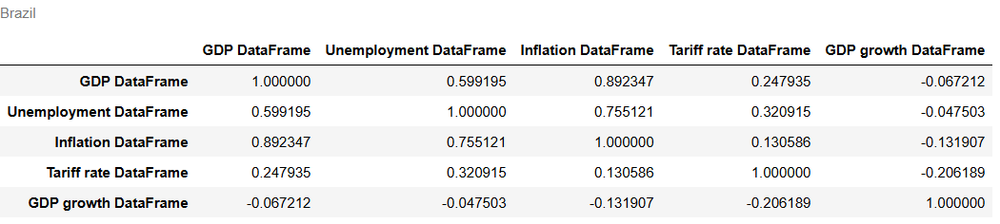 Brazil
GDP DataFrame Unemployment DataFrame Inflation DataFrame Tariff rate DataFrame GDP growth DataFrame
GDP DataFrame 1.000000 0.599195 0.892347 0.247935 -0.067212
Unemployment DataFrame 0.599195 1.000000 0.755121 0.320915 -0.047503
Inflation DataFrame 0.892347 0.755121 1.000000 0.130586 -0.131907
Tariff rate DataFrame 0.247935 0.320915 0.130586 1.000000 -0.206189
GDP growth DataFrame -0.067212 -0.047503 -0.131907 -0.206189 1.000000